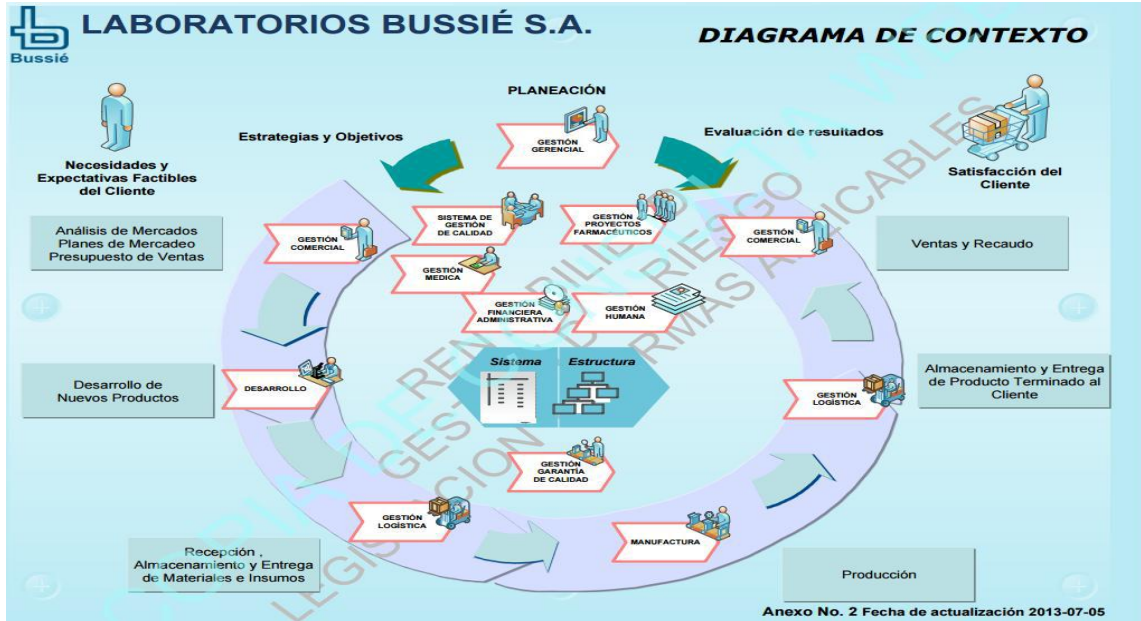 LABORATORIOS BUSSIÉ S.A.
Bussié
DIAGRAMA DE CONTEXTO
PLANEACIÓN
Estrategias y Objetivos
GESTIÓN
GERENCIAL
Evaluación de resultados
Necesidades y
Expectativas Factibles
del Cliente
Satisfacción del
Cliente
Análisis de Mercados
Planes de Mercadeo
Presupuesto de Ventas
GESTIÓN
COMERCIAL
SISTEMA DE
GESTIÓN
DE CALIDAD
GESTIÓN
PROYECTOS
FARMACÉUTICOS
GESTIÓN
COMERCIAL
Ventas y Recaudo
GESTIÓN
MEDICA
GESTIÓN
FINANCIERA
ADMINISTRATIVA
GESTIÓN
HUMANA
Sistema
Estructura
Desarrollo de
Nuevos Productos
DESARROLLO
GESTIÓN
LOGÍSTICA
Almacenamiento y Entrega
de Producto Terminado al
Cliente
GESTIÓN
GARANTÍA
DE CALIDAD
GESTIÓN
LOGÍSTICA
MANUFACTURA
Recepción ,
Almacenamiento y Entrega
de Materiales e Insumos
Producción
Anexo No. 2 Fecha de actualización 2013-07-05